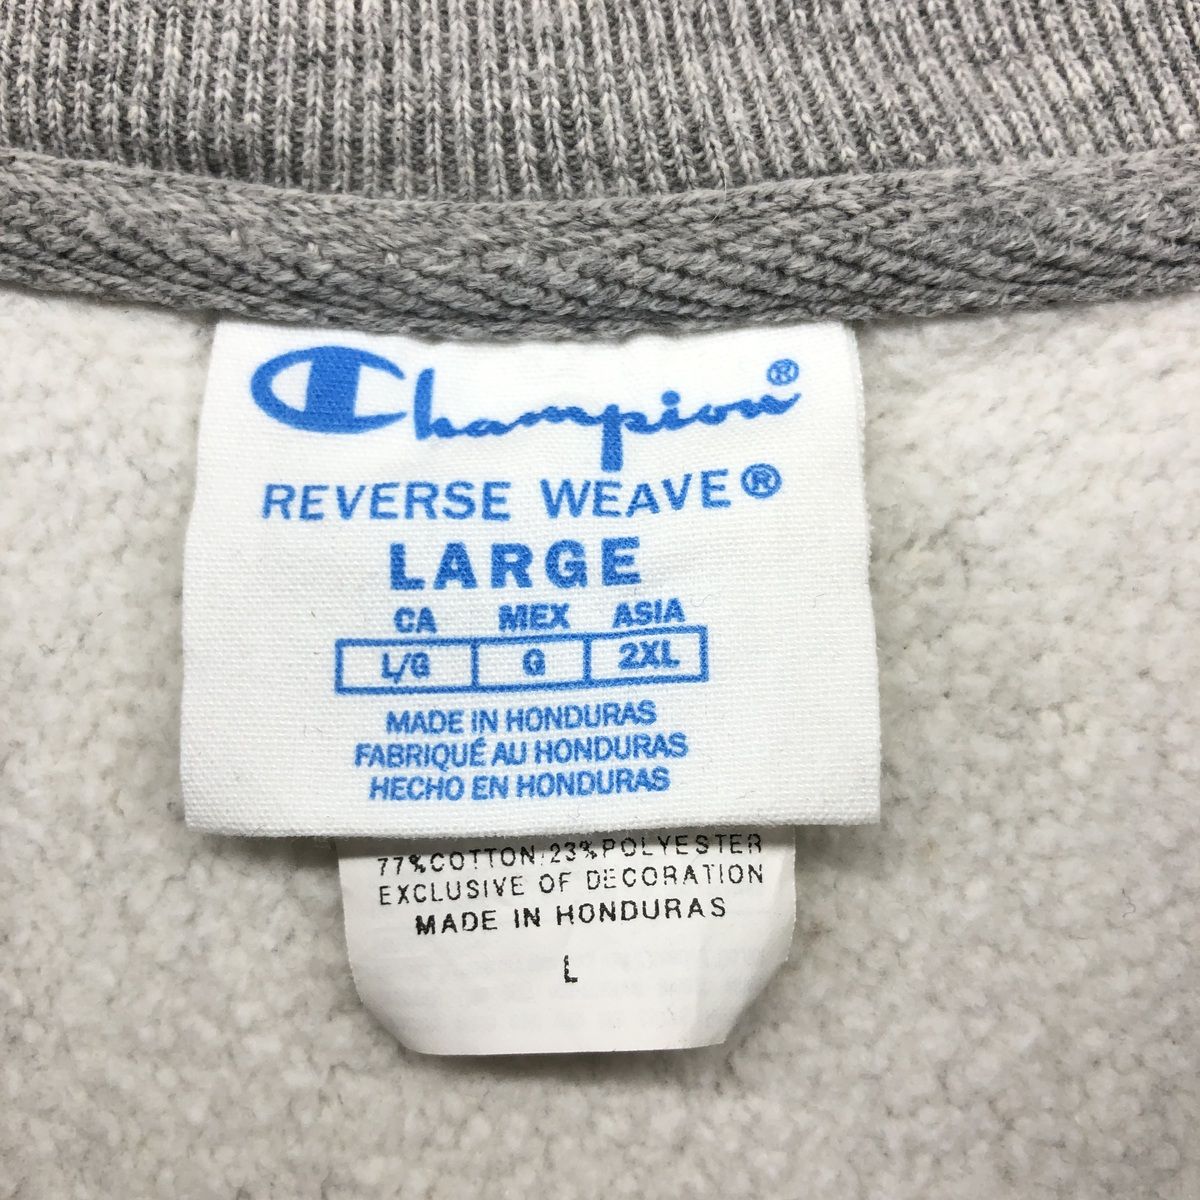 Champion®
REVERSE WEAVE®
LARGE
CA MEX ASIA
L/G G 2XL
MADE IN HONDURAS
FABRIQUÉ AU HONDURAS
HECHO EN HONDURAS
77%COTTON/23%POLYESTER
EXCLUSIVE OF DECORATION
MADE IN HONDURAS
L